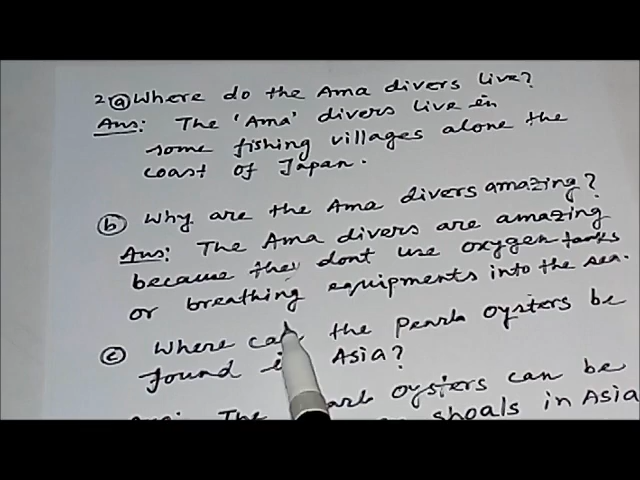 2 (a) Where do the Ama divers live?
Ans: The 'Ama' divers live in
some fishing villages alone the
coast of Japan.
(b) Why are the Ama divers amazing?
Ans: The Ama divers are amazing
because they dont use oxygen tanks
or breathing equipments into the sea.
(c) Where can the Pearl oysters be
found Asia?
The oysters can be
shoals in Asia